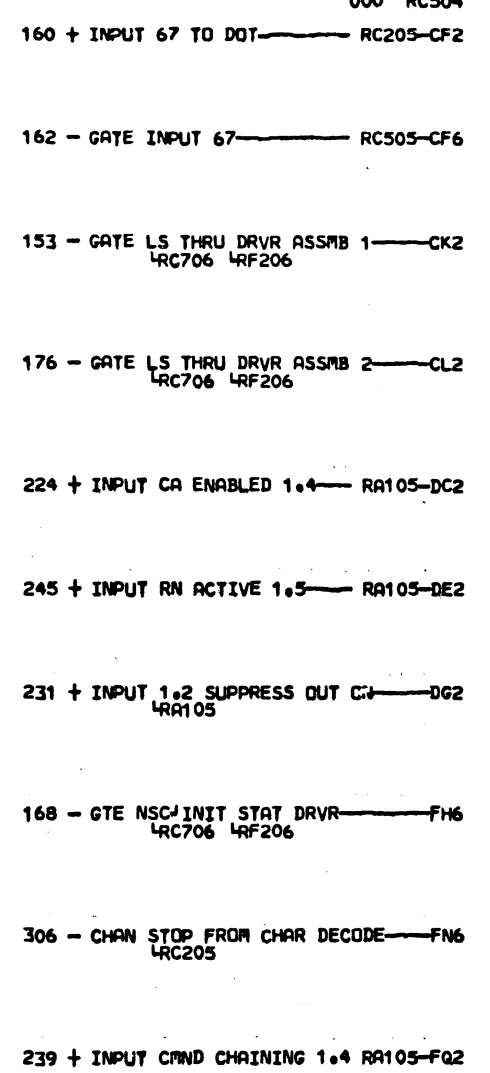 000 RC504
160 + INPUT 67 TO DOT RC205-CF2
162 - GATE INPUT 67 RC505-CF6
153 - GATE LS THRU DRVR ASSMB 1 CK2
RC706 RF206
176 - GATE LS THRU DRVR ASSMB 2 CL2
RC706 RF206
224 + INPUT CA ENABLED 1.4 RA105-DC2
245 + INPUT RN ACTIVE 1.5 RA105-DE2
231 + INPUT 1.2 SUPPRESS OUT DG2
RA105
168 - GTE NSC INIT STAT DRVR FH6
RC706 RF206
306 - CHAN STOP FROM CHAR DECODE FN6
RC205
239 + INPUT CMND CHAINING 1.4 RA105-FQ2